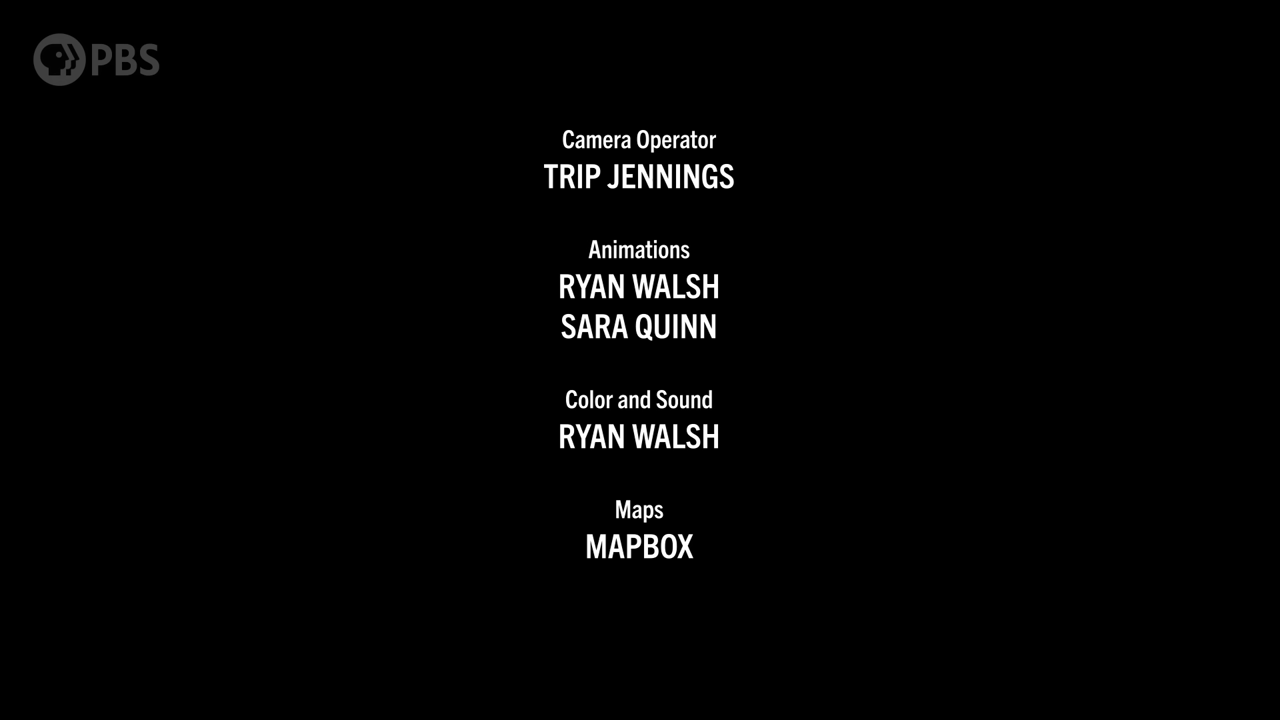 PBS
Camera Operator
TRIP JENNINGS
Animations
RYAN WALSH
SARA QUINN
Color and Sound
RYAN WALSH
Maps
MAPBOX